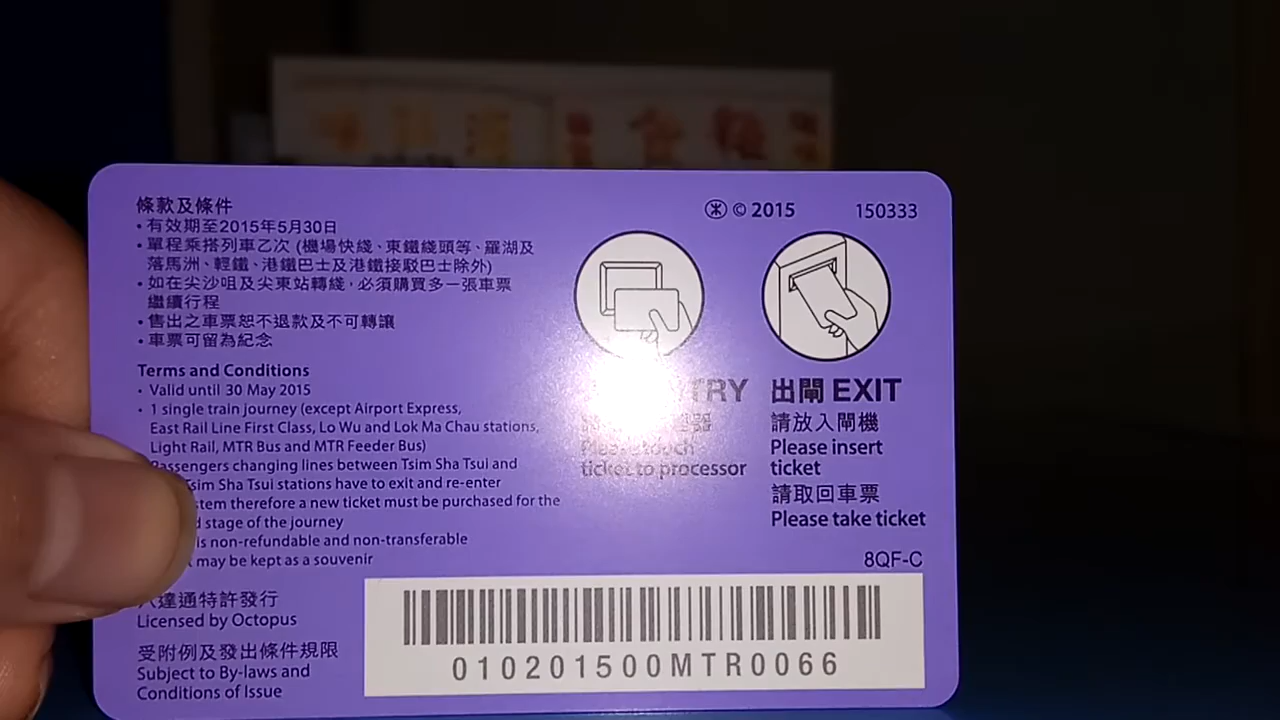 條款及條件
• 有效期至2015年5月30日
• 單程乘搭列車乙次 (機場快綫、東鐵綫頭等、羅湖及
落馬洲、輕鐵、港鐵巴士及港鐵接駁巴士除外)
• 如在尖沙咀及尖東站轉綫，必須購買多一張車票
繼續行程
• 售出之車票恕不退款及不可轉讓
• 車票可留為紀念
Terms and Conditions
• Valid until 30 May 2015
• 1 single train journey (except Airport Express,
East Rail Line First Class, Lo Wu and Lok Ma Chau stations,
Light Rail, MTR Bus and MTR Feeder Bus)
Passengers changing lines between Tsim Sha Tsui and
Tsim Sha Tsui stations have to exit and re-enter
therefore a new ticket must be purchased for the
stage of the journey
is non-refundable and non-transferable
may be kept as a souvenir
八達通特許發行
Licensed by Octopus
受附例及發出條件規限
Subject to By-laws and
Conditions of Issue
© 2015
150333
Please touch
ticket to processor
出閘 EXIT
請放入閘機
Please insert
ticket
請取回車票
Please take ticket
8QF-C
010201500MTR0066